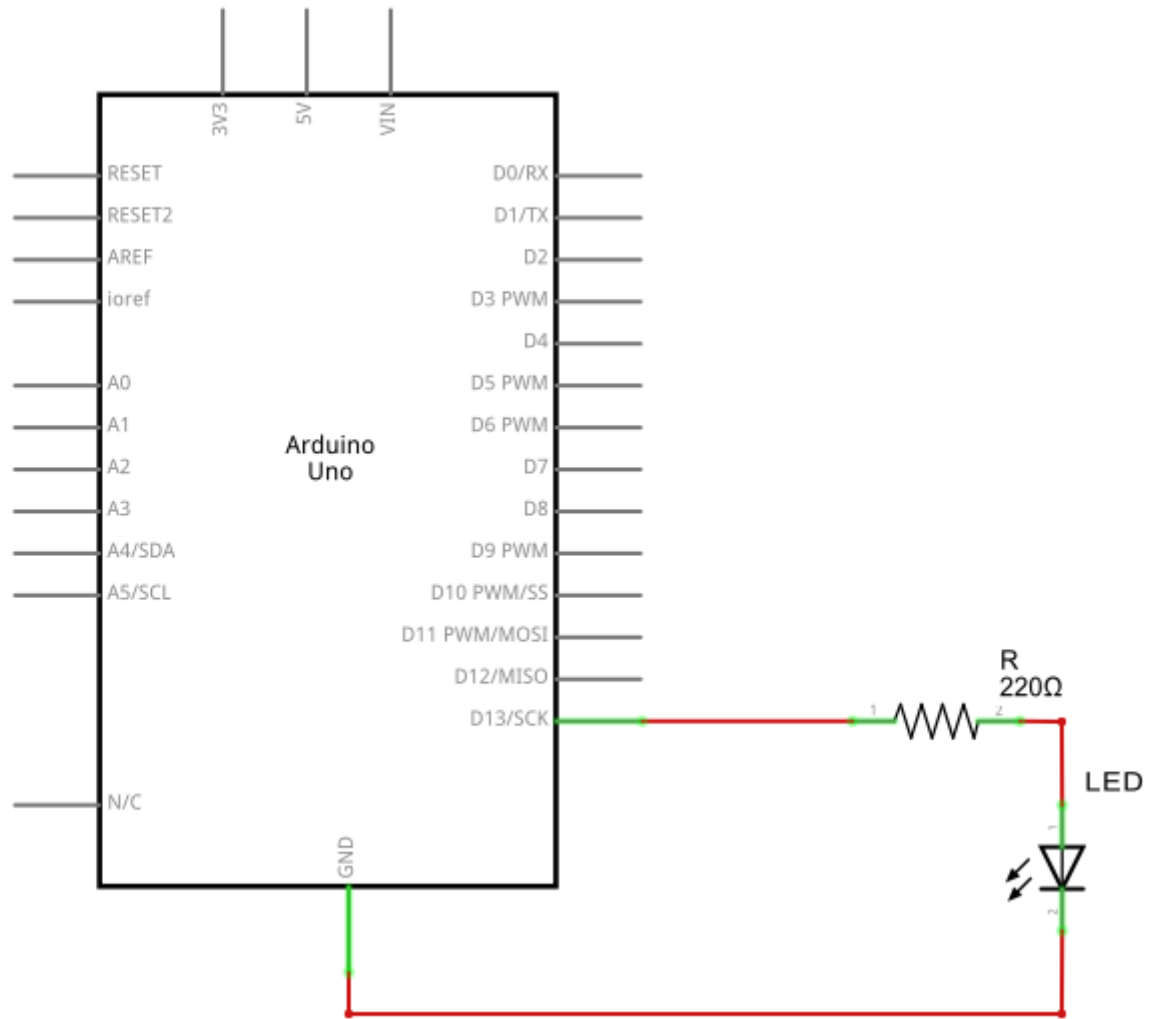 3V3
5V
VIN
RESET
D0/RX
RESET2
D1/TX
AREF
D2
ioref
D3 PWM
D4
A0
D5 PWM
A1
D6 PWM
Arduino
Uno
A2
D7
A3
D8
A4/SDA
D9 PWM
A5/SCL
D10 PWM/SS
D11 PWM/MOSI
D12/MISO
D13/SCK
R
220Ω
1
2
LED
1
2
N/C
GND